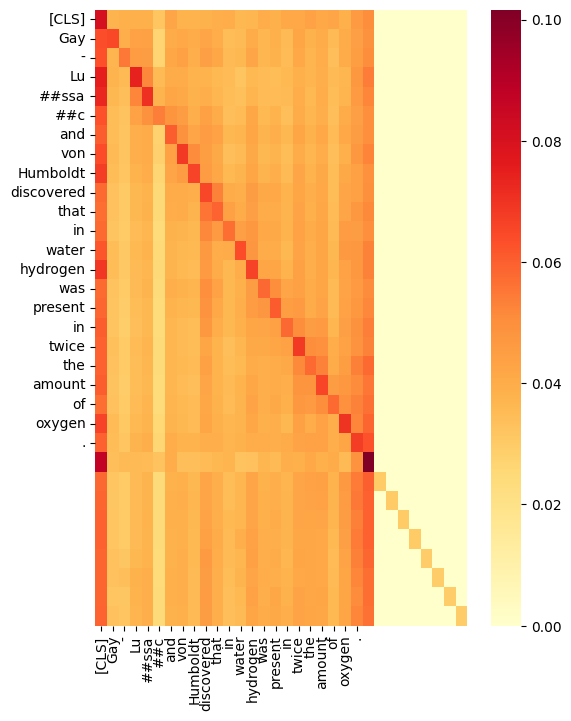 [CLS]
Gay
-
Lu
##ssa
##c
and
von
Humboldt
discovered
that
in
water
hydrogen
was
present
in
twice
the
amount
of
oxygen
.
[CLS]
Gay
-
Lu
##ssa
##c
and
von
Humboldt
discovered
that
in
water
hydrogen
was
present
in
twice
the
amount
of
oxygen
.
0.10
0.08
0.06
0.04
0.02
0.00